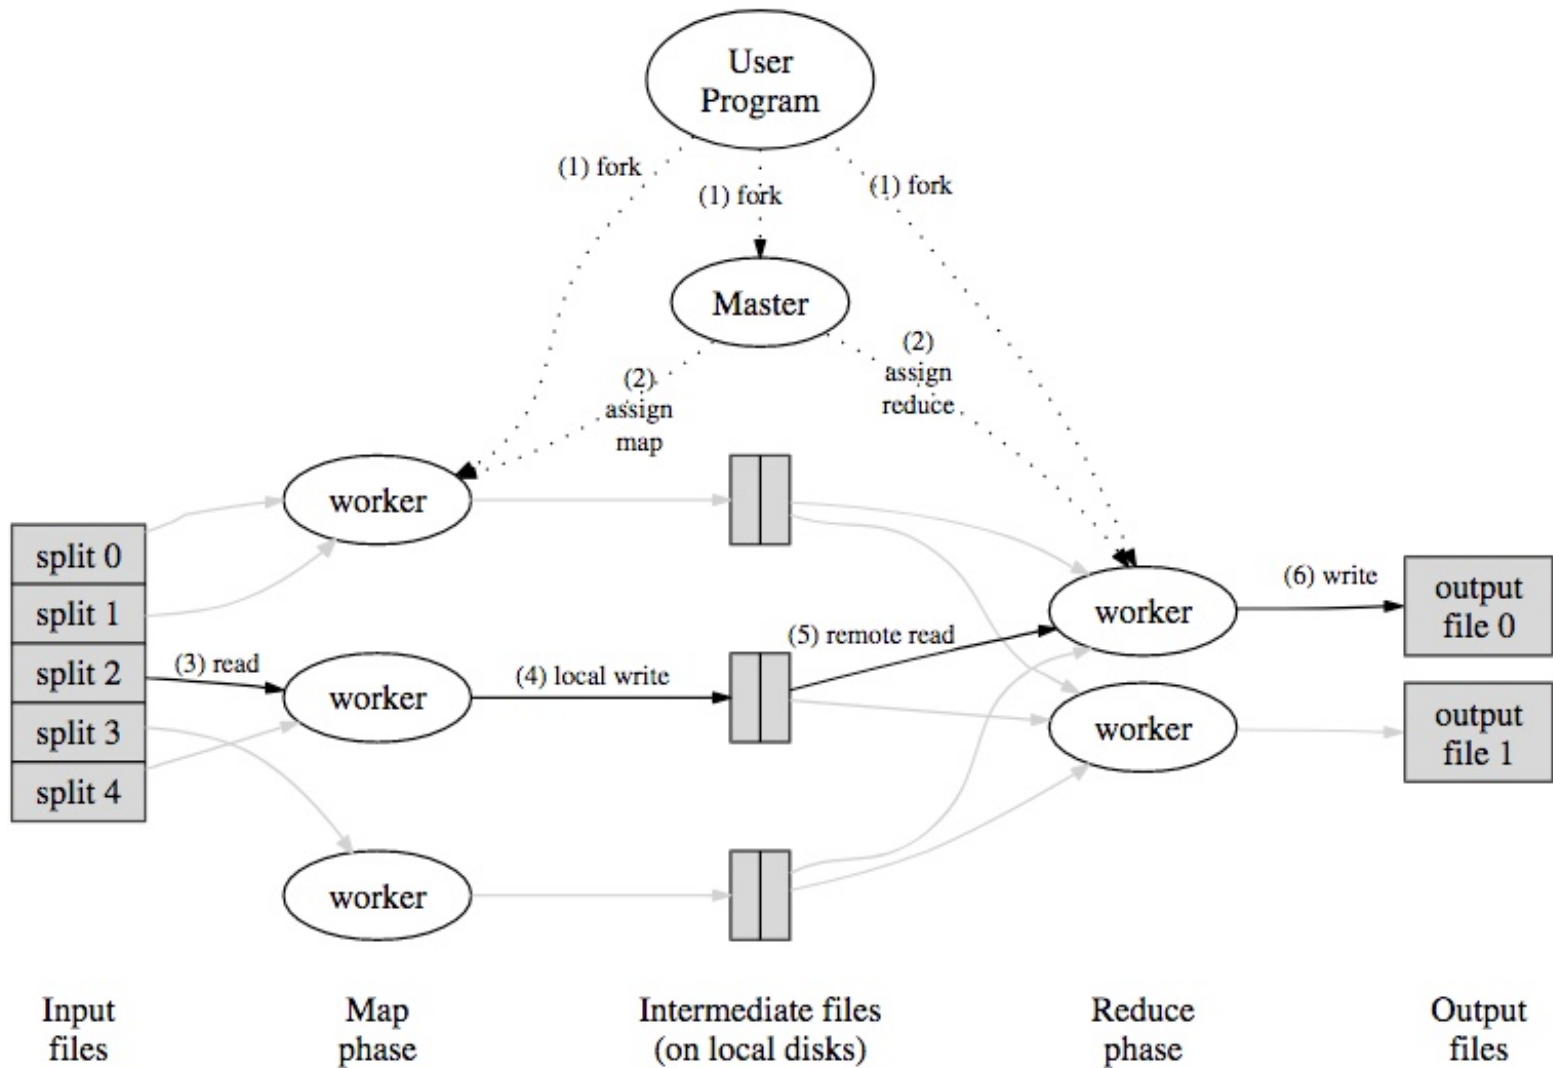 User
Program
(1) fork
(1) fork
(1) fork
Master
(2)
assign
map
(2)
assign
reduce
split 0
split 1
split 2
split 3
split 4
(3) read
worker
worker
worker
(4) local write
(5) remote read
worker
worker
(6) write
output
file 0
output
file 1
Input
files
Map
phase
Intermediate files
(on local disks)
Reduce
phase
Output
files